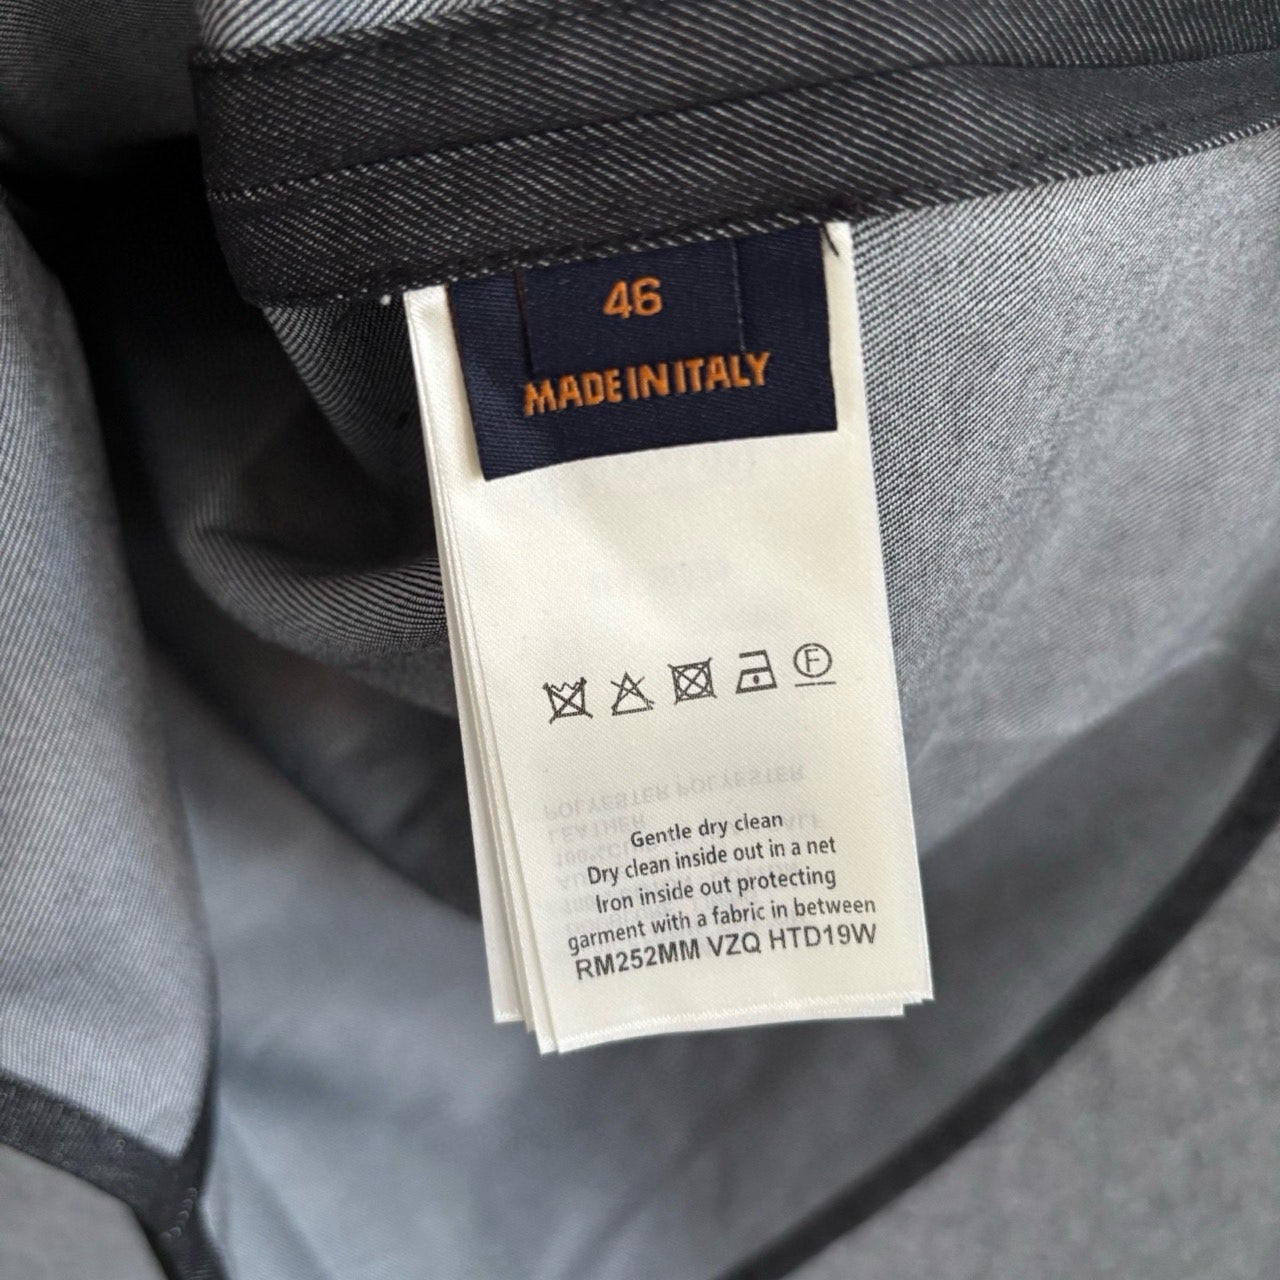 46
MADE IN ITALY
F
Gentle dry clean
Dry clean inside out in a net
Iron inside out protecting
garment with a fabric in between
RM252MM VZQ HTD19W